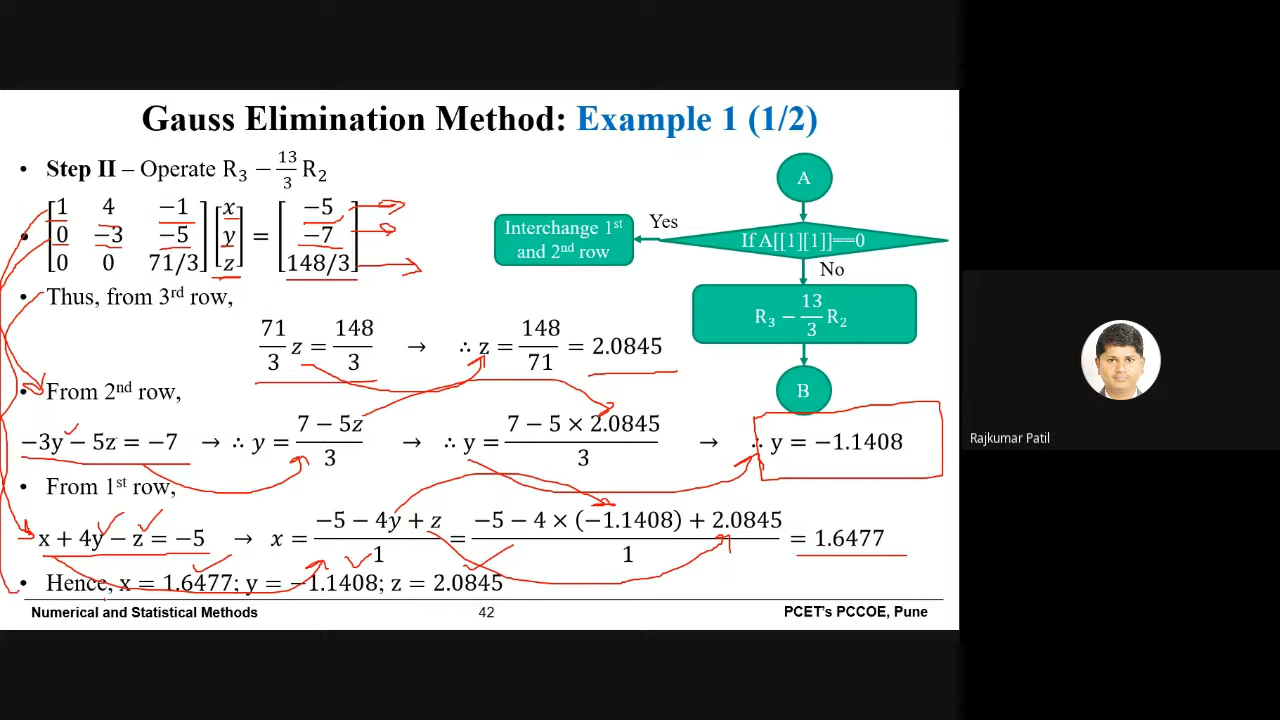 Gauss Elimination Method: Example 1 (1/2)
• Step II – Operate R₃ − 13/3 R₂
[1 4 −1] [x] = [−5]
[0 −3 −5] [y] [−7]
[0 0 71/3] [z] [148/3]
• Thus, from 3rd row,
71/3 z = 148/3 → ∴ z = 148/71 = 2.0845
• From 2nd row,
−3y − 5z = −7 → ∴ y = (7 − 5z)/3 → ∴ y = (7 − 5 × 2.0845)/3 → ∴ y = −1.1408
• From 1st row,
x + 4y − z = −5 → x = (−5 − 4y + z)/1 = (−5 − 4 × (−1.1408) + 2.0845)/1 = 1.6477
• Hence, x = 1.6477; y = −1.1408; z = 2.0845
A
If A[[1][1]]==0
Yes
Interchange 1st
and 2nd row
No
R₃ − 13/3 R₂
B
Numerical and Statistical Methods 42 PCET's PCCOE, Pune
Rajkumar Patil